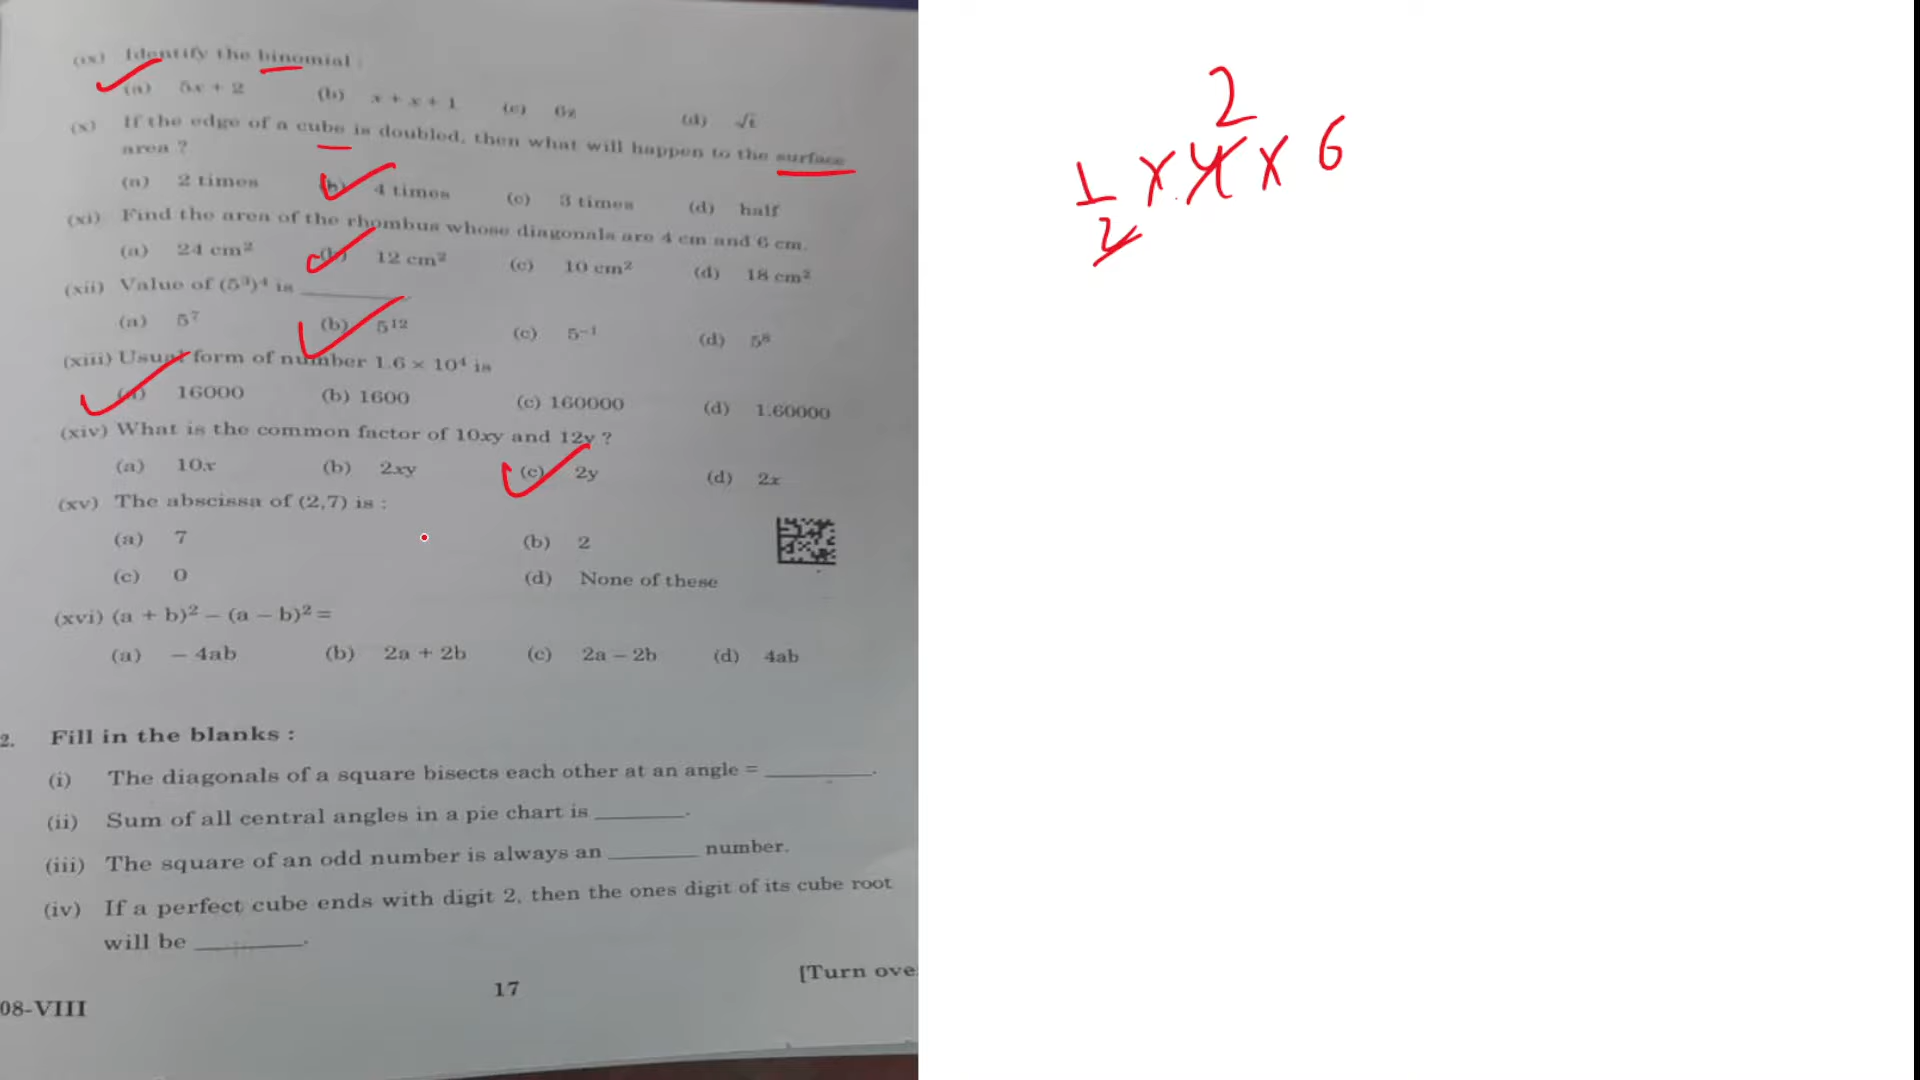 (ix) Identify the binomial :
(a) 5x + 2 (b) x + x + 1 (c) 6z (d) √t
(x) If the edge of a cube is doubled, then what will happen to the surface
area ?
(a) 2 times (b) 4 times (c) 3 times (d) half
(xi) Find the area of the rhombus whose diagonals are 4 cm and 6 cm.
(a) 24 cm² (b) 12 cm² (c) 10 cm² (d) 18 cm²
(xii) Value of (5³)⁴ is ________
(a) 5⁷ (b) 5¹² (c) 5⁻¹ (d) 5⁸
(xiii) Usual form of number 1.6 × 10⁴ is
(a) 16000 (b) 1600 (c) 160000 (d) 1.60000
(xiv) What is the common factor of 10xy and 12y ?
(a) 10x (b) 2xy (c) 2y (d) 2x
(xv) The abscissa of (2,7) is :
(a) 7 (b) 2
(c) 0 (d) None of these
(xvi) (a + b)² – (a – b)² =
(a) – 4ab (b) 2a + 2b (c) 2a – 2b (d) 4ab
2. Fill in the blanks :
(i) The diagonals of a square bisects each other at an angle = ________.
(ii) Sum of all central angles in a pie chart is ________.
(iii) The square of an odd number is always an ________ number.
(iv) If a perfect cube ends with digit 2, then the ones digit of its cube root
will be ________.
17
[Turn ove
08-VIII
2
1/2 × 4 × 6